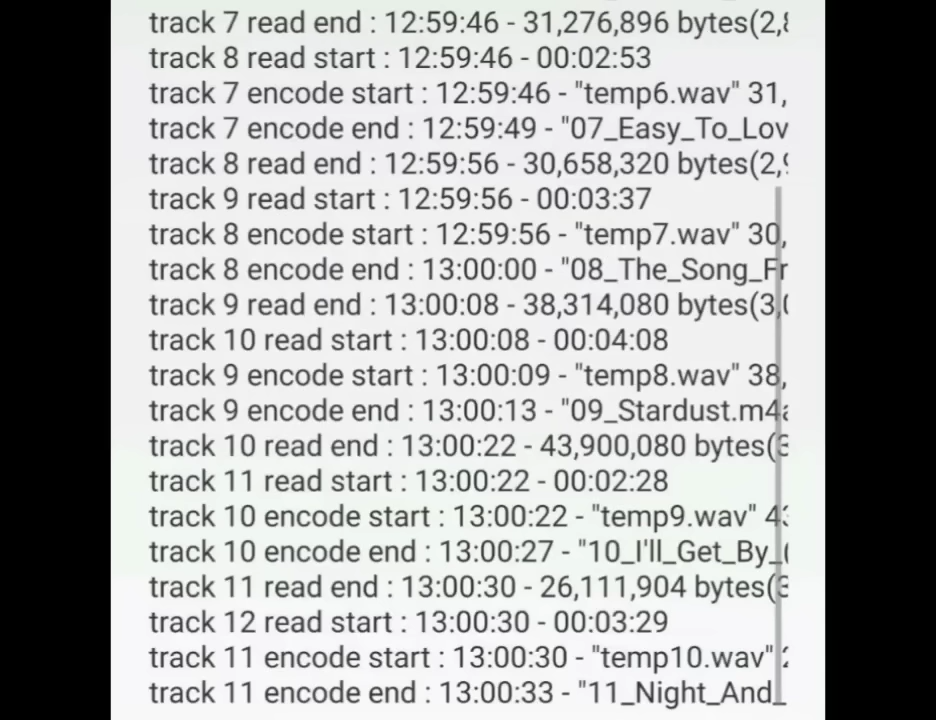 track 7 read end : 12:59:46 - 31,276,896 bytes(2,
track 8 read start : 12:59:46 - 00:02:53
track 7 encode start : 12:59:46 - "temp6.wav" 31,
track 7 encode end : 12:59:49 - "07_Easy_To_Lov
track 8 read end : 12:59:56 - 30,658,320 bytes(2,
track 9 read start : 12:59:56 - 00:03:37
track 8 encode start : 12:59:56 - "temp7.wav" 30,
track 8 encode end : 13:00:00 - "08_The_Song_Fr
track 9 read end : 13:00:08 - 38,314,080 bytes(3,
track 10 read start : 13:00:08 - 00:04:08
track 9 encode start : 13:00:09 - "temp8.wav" 38,
track 9 encode end : 13:00:13 - "09_Stardust.m4a
track 10 read end : 13:00:22 - 43,900,080 bytes(3
track 11 read start : 13:00:22 - 00:02:28
track 10 encode start : 13:00:22 - "temp9.wav" 4
track 10 encode end : 13:00:27 - "10_I'll_Get_By_
track 11 read end : 13:00:30 - 26,111,904 bytes(3
track 12 read start : 13:00:30 - 00:03:29
track 11 encode start : 13:00:30 - "temp10.wav"
track 11 encode end : 13:00:33 - "11_Night_And_